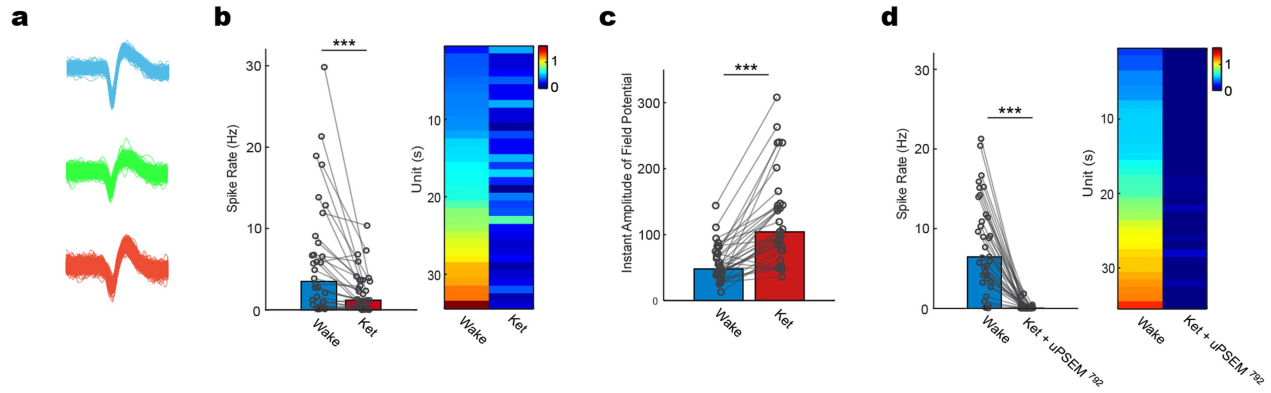 a
b
Spike Rate (Hz)
30
20
10
0
***
Wake
Ket
Unit (s)
10
20
30
Wake
Ket
1
0
c
Instant Amplitude of Field Potential
300
200
100
0
***
Wake
Ket
d
Spike Rate (Hz)
30
20
10
0
***
Wake
Ket + uPSEM 792
Unit (s)
10
20
30
Wake
Ket + uPSEM 792
1
0